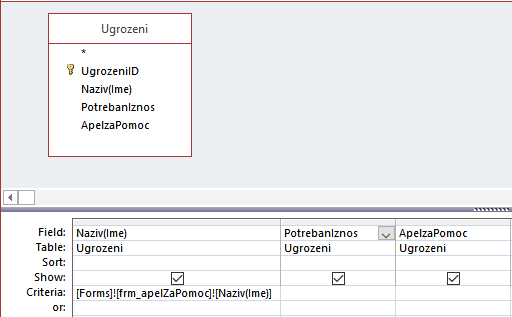 Ugrozeni
*
UgrozeniID
Naziv(Ime)
PotrebanIznos
ApelzaPomoc
Field: Naziv(Ime) PotrebanIznos ApelzaPomoc
Table: Ugrozeni Ugrozeni Ugrozeni
Sort:
Show:
Criteria: [Forms]![frm_apelZaPomoc]![Naziv(Ime)]
or: